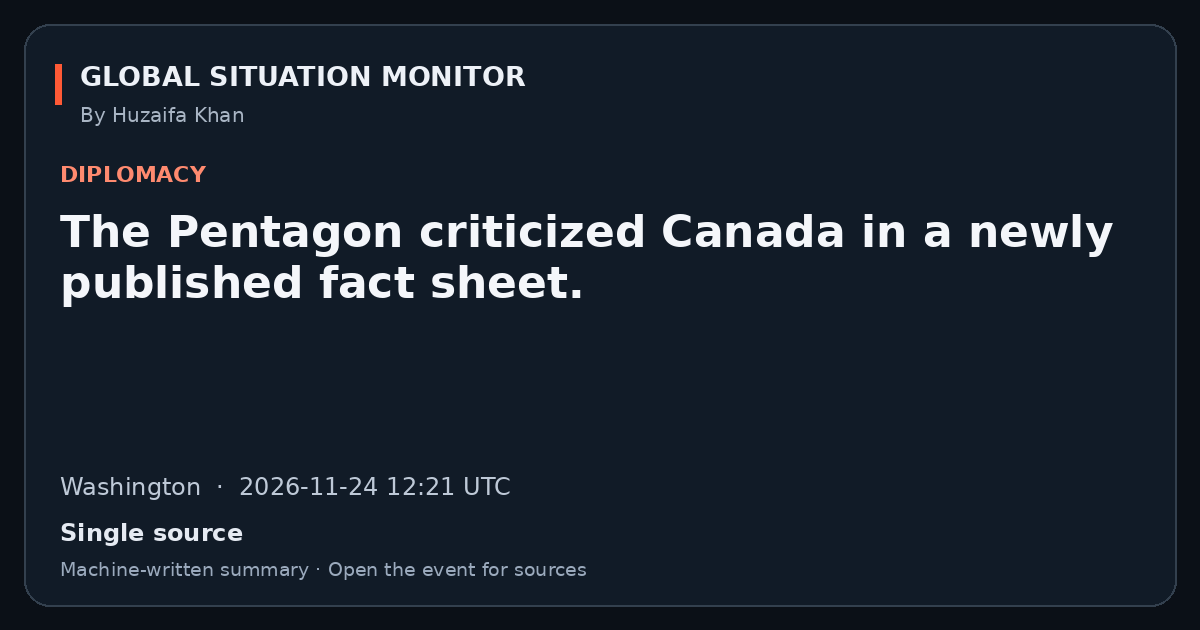 GLOBAL SITUATION MONITOR
By Huzaifa Khan
DIPLOMACY
The Pentagon criticized Canada in a newly
published fact sheet.
Washington · 2026-11-24 12:21 UTC
Single source
Machine-written summary · Open the event for sources